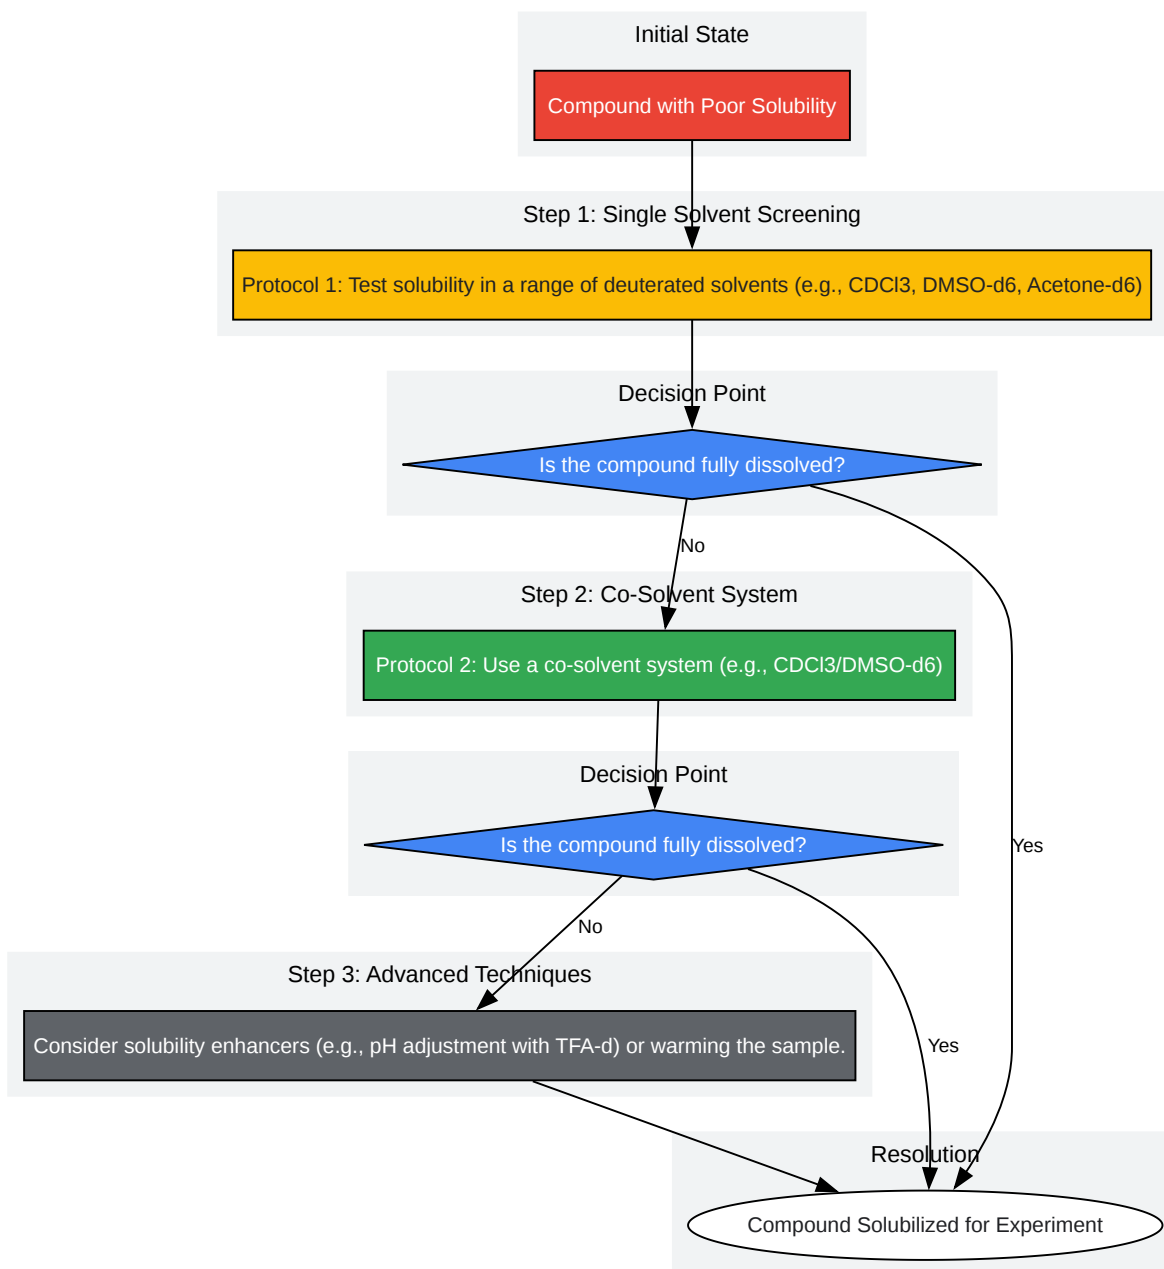 Initial State
Compound with Poor Solubility
Step 1: Single Solvent Screening
Protocol 1: Test solubility in a range of deuterated solvents (e.g., CDCl3, DMSO-d6, Acetone-d6)
Decision Point
Is the compound fully dissolved?
No
Step 2: Co-Solvent System
Protocol 2: Use a co-solvent system (e.g., CDCl3/DMSO-d6)
Decision Point
Is the compound fully dissolved?
Yes
No
Step 3: Advanced Techniques
Consider solubility enhancers (e.g., pH adjustment with TFA-d) or warming the sample.
Yes
Resolution
Compound Solubilized for Experiment